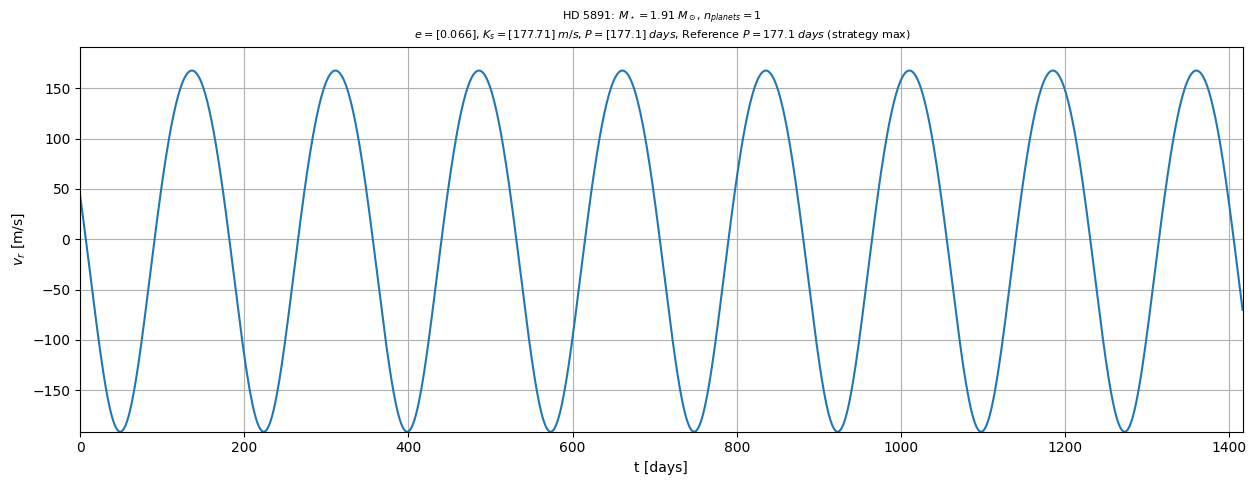 HD 5891: $M_\star = 1.91\ M_\odot$, $n_{planets} = 1$
$e = [0.066]$, $K_s = [177.71]\ m/s$, $P = [177.1]\ days$, Reference $P = 177.1\ days$ (strategy max)
$v_r$ [m/s]
150
100
50
0
−50
−100
−150
0 200 400 600 800 1000 1200 1400
t [days]